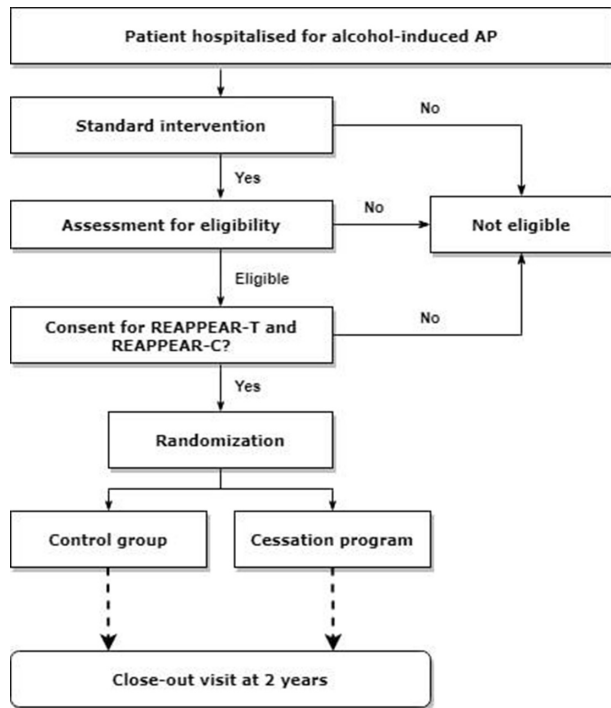 Patient hospitalised for alcohol-induced AP
Standard intervention
No
Yes
Assessment for eligibility
No
Not eligible
Eligible
Consent for REAPPEAR-T and
REAPPEAR-C?
No
Yes
Randomization
Control group
Cessation program
Close-out visit at 2 years